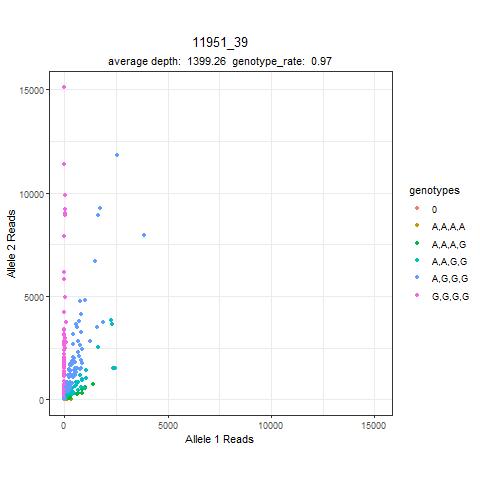 11951_39
average depth:  1399.26  genotype_rate:  0.97
15000
10000
5000
0
Allele 2 Reads
0
5000
10000
15000
Allele 1 Reads
genotypes
0
A,A,A,A
A,A,A,G
A,A,G,G
A,G,G,G
G,G,G,G